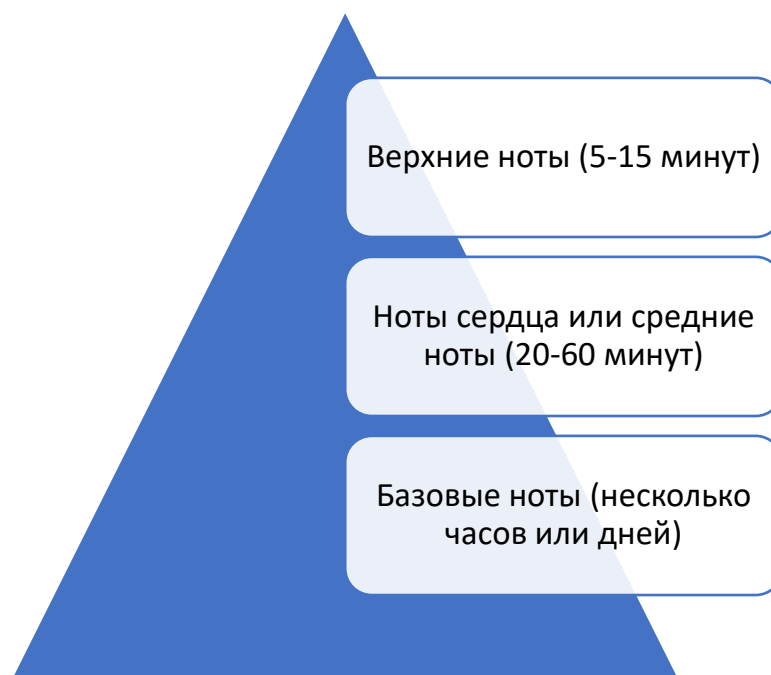 Верхние ноты (5-15 минут)
Ноты сердца или средние
ноты (20-60 минут)
Базовые ноты (несколько
часов или дней)